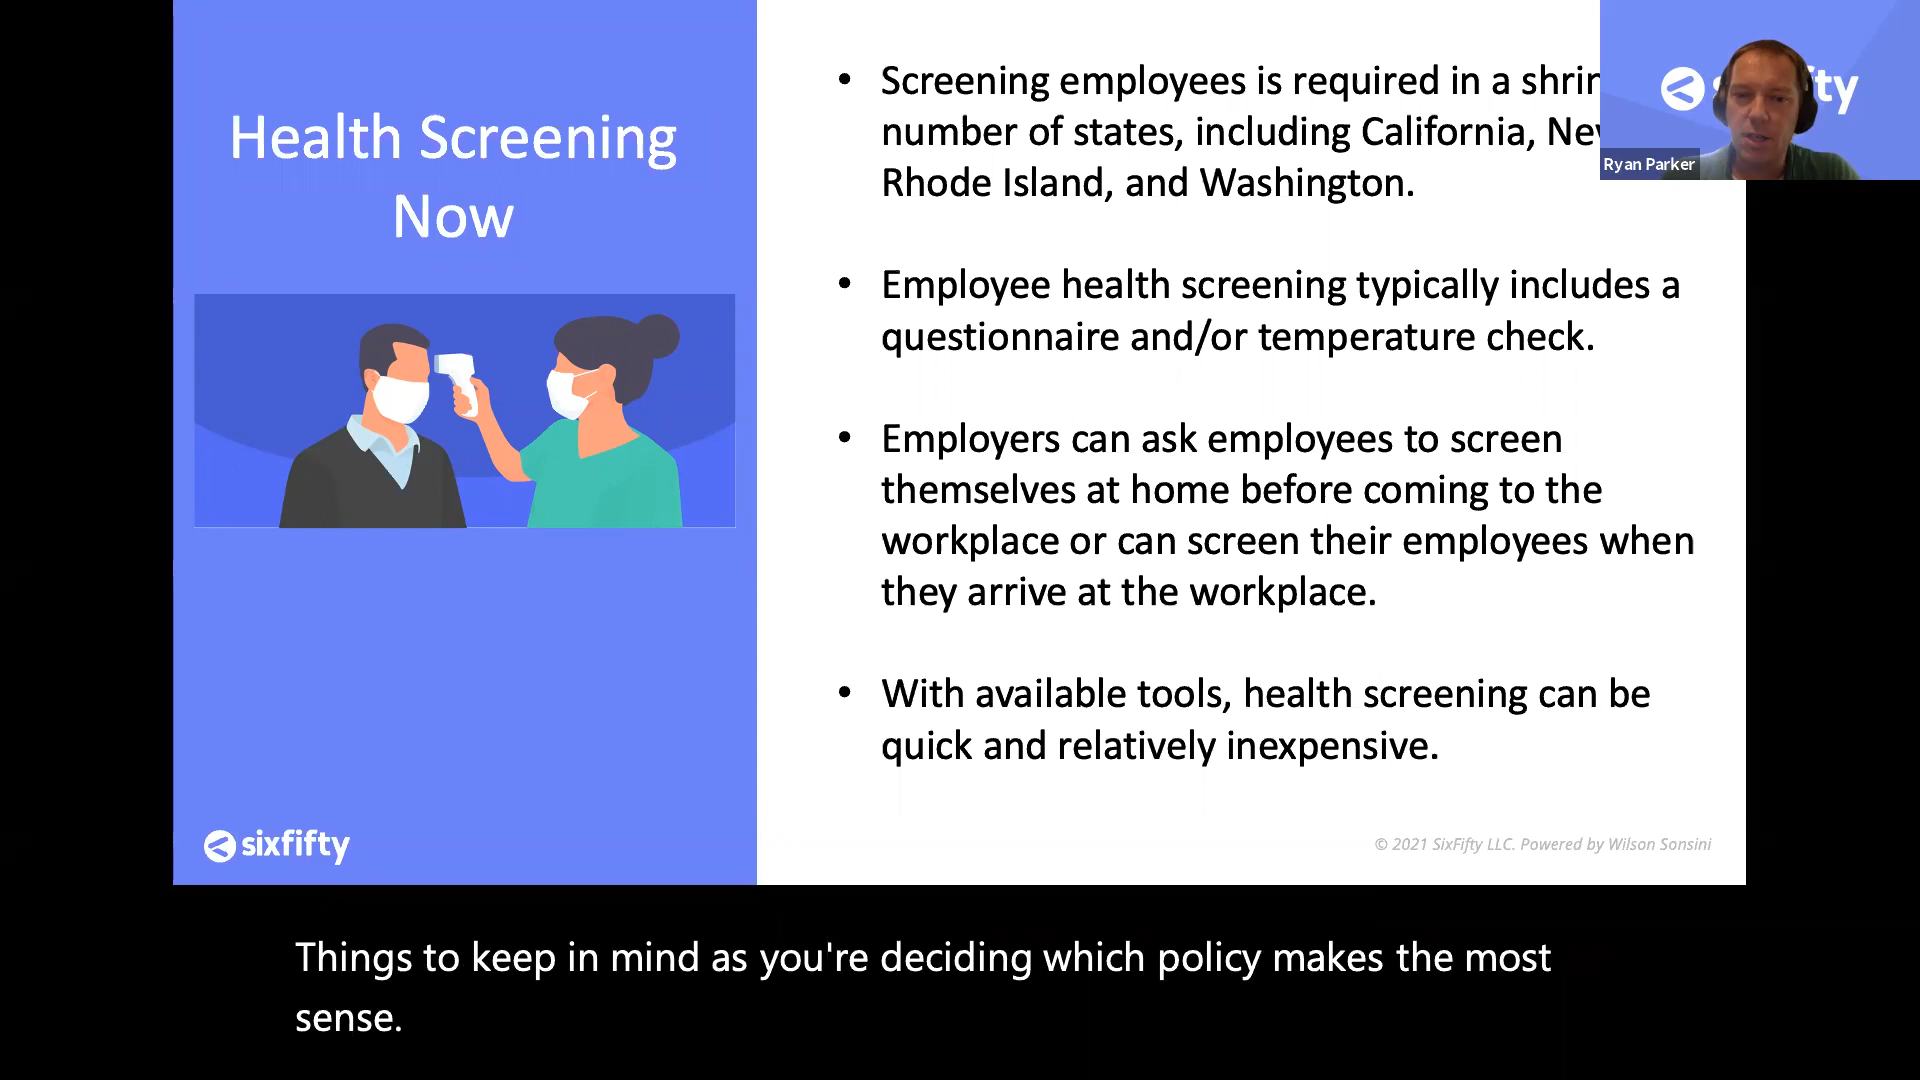 Health Screening
Now
• Screening employees is required in a
number of states, including California,
Rhode Island, and Washington.
• Employee health screening typically includes a
questionnaire and/or temperature check.
• Employers can ask employees to screen
themselves at home before coming to the
workplace or can screen their employees when
they arrive at the workplace.
• With available tools, health screening can be
quick and relatively inexpensive.
Ryan Parker
sixfifty
© 2021 SixFifty LLC. Powered by Wilson Sonsini
Things to keep in mind as you're deciding which policy makes the most
sense.